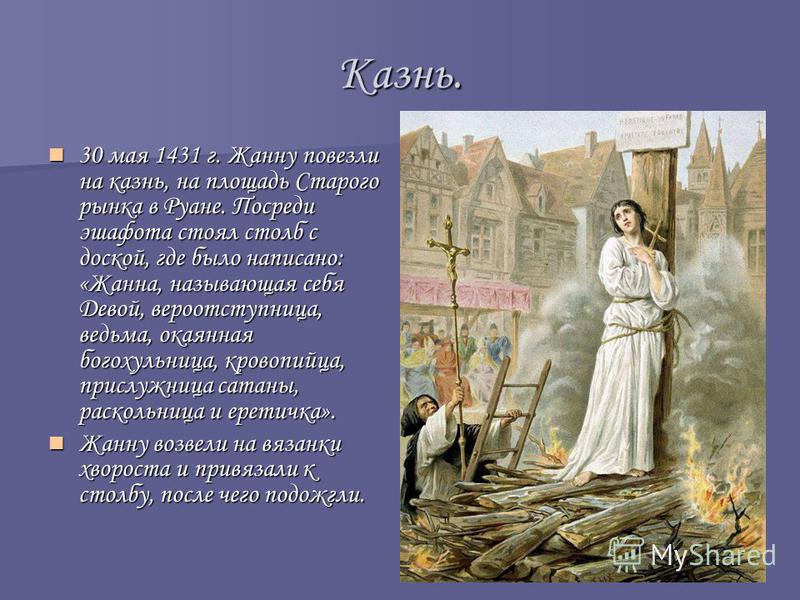 Казнь.
30 мая 1431 г. Жанну повезли
на казнь, на площадь Старого
рынка в Руане. Посреди
эшафота стоял столб с
доской, где было написано:
«Жанна, называющая себя
Девой, вероотступница,
ведьма, окаянная
богохульница, кровопийца,
прислужница сатаны,
раскольница и еретичка».
Жанну возвели на вязанки
хвороста и привязали к
столбу, после чего подожгли.
MyShared